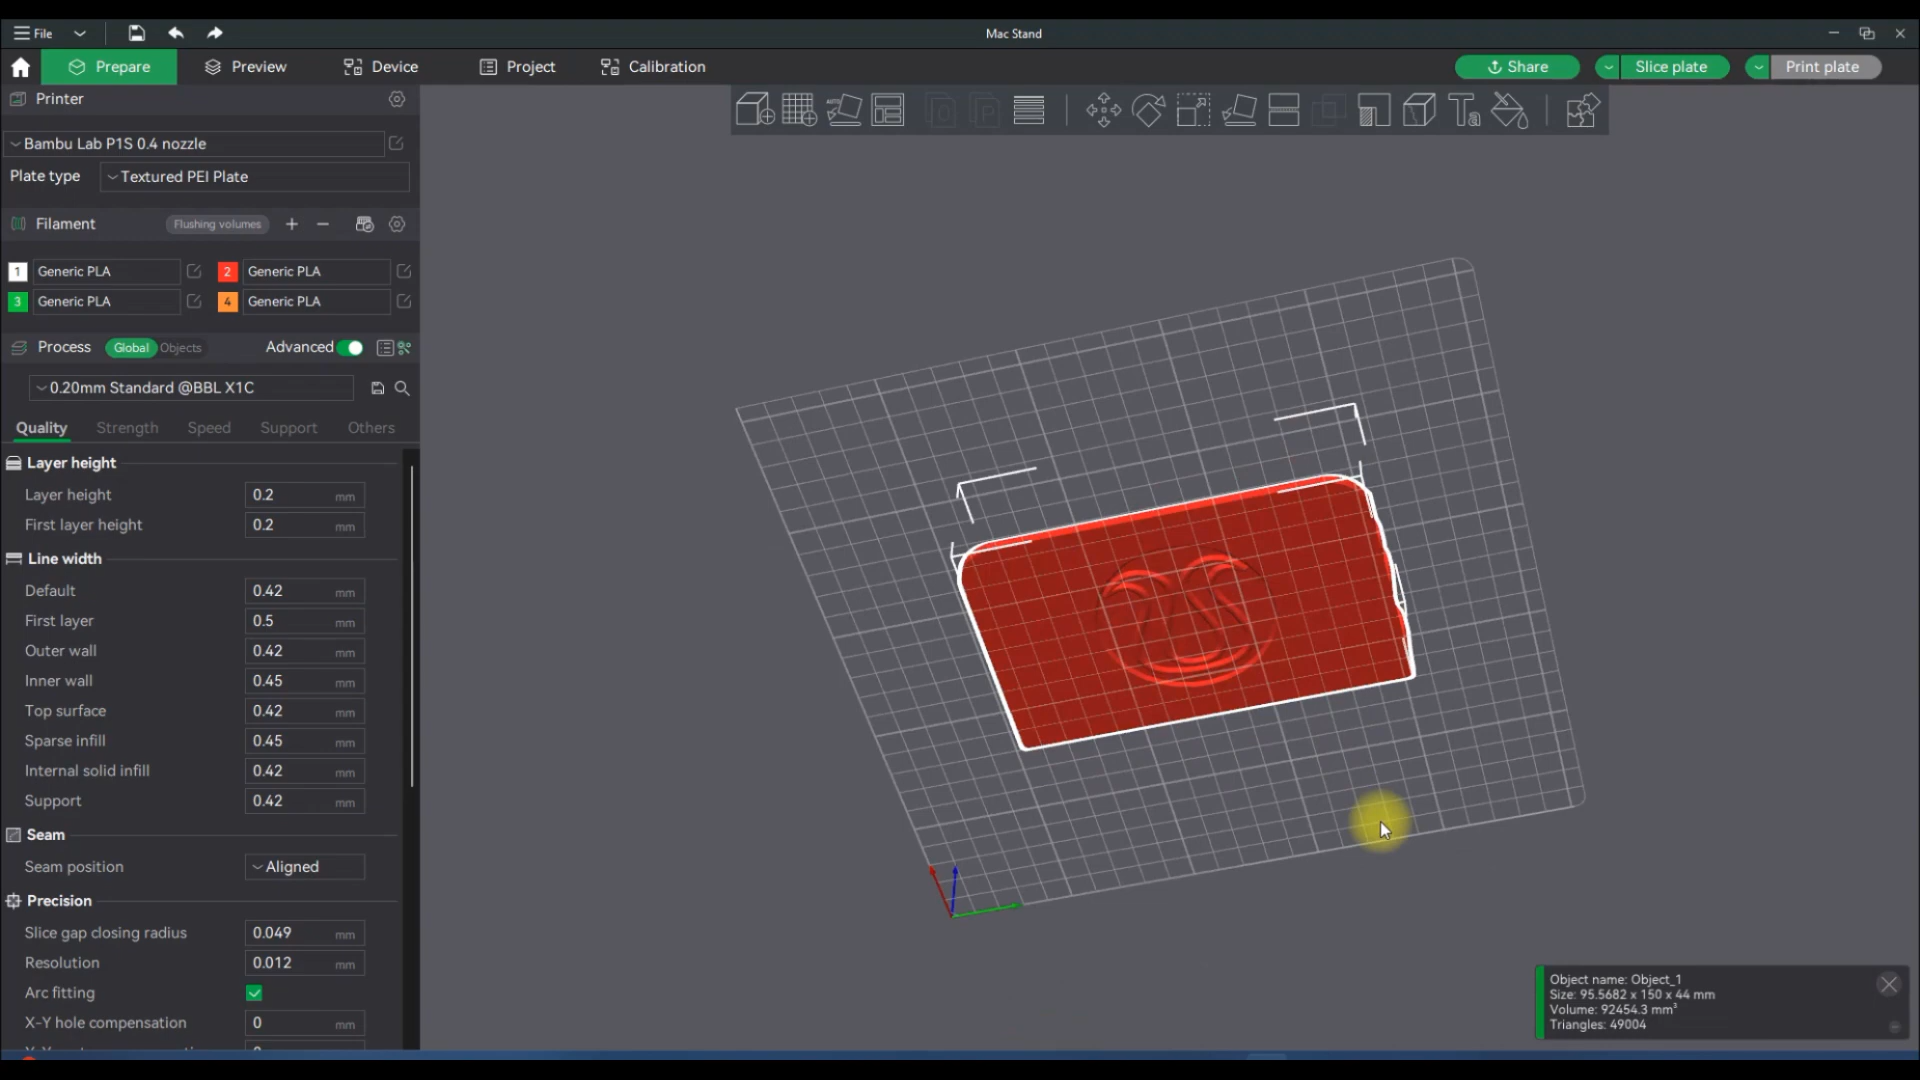 File
Mac Stand
Prepare
Preview
Device
Project
Calibration
Share
Slice plate
Print plate
Printer
Bambu Lab P1S 0.4 nozzle
Plate type
Textured PEI Plate
Filament
Flushing volumes
1 Generic PLA
2 Generic PLA
3 Generic PLA
4 Generic PLA
Process
Global
Objects
Advanced
0.20mm Standard @BBL X1C
Quality
Strength
Speed
Support
Others
Layer height
Layer height 0.2 mm
First layer height 0.2 mm
Line width
Default 0.42 mm
First layer 0.5 mm
Outer wall 0.42 mm
Inner wall 0.45 mm
Top surface 0.42 mm
Sparse infill 0.45 mm
Internal solid infill 0.42 mm
Support 0.42 mm
Seam
Seam position Aligned
Precision
Slice gap closing radius 0.049 mm
Resolution 0.012 mm
Arc fitting
X-Y hole compensation 0 mm
Object name: Object_1
Size: 95.5682 x 150 x 44 mm
Volume: 92454.3 mm³
Triangles: 49004